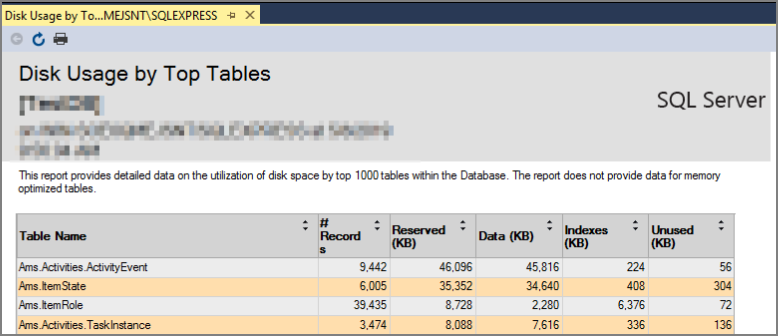 Disk Usage by To...MEJSNT\SQLEXPRESS
Disk Usage by Top Tables
SQL Server
This report provides detailed data on the utilization of disk space by top 1000 tables within the Database. The report does not provide data for memory
optimized tables.
Table Name # Records Reserved (KB) Data (KB) Indexes (KB) Unused (KB)
Ams.Activities.ActivityEvent 9,442 46,096 45,816 224 56
Ams.ItemState 6,005 35,352 34,640 408 304
Ams.ItemRole 39,435 8,728 2,280 6,376 72
Ams.Activities.TaskInstance 3,474 8,088 7,616 336 136